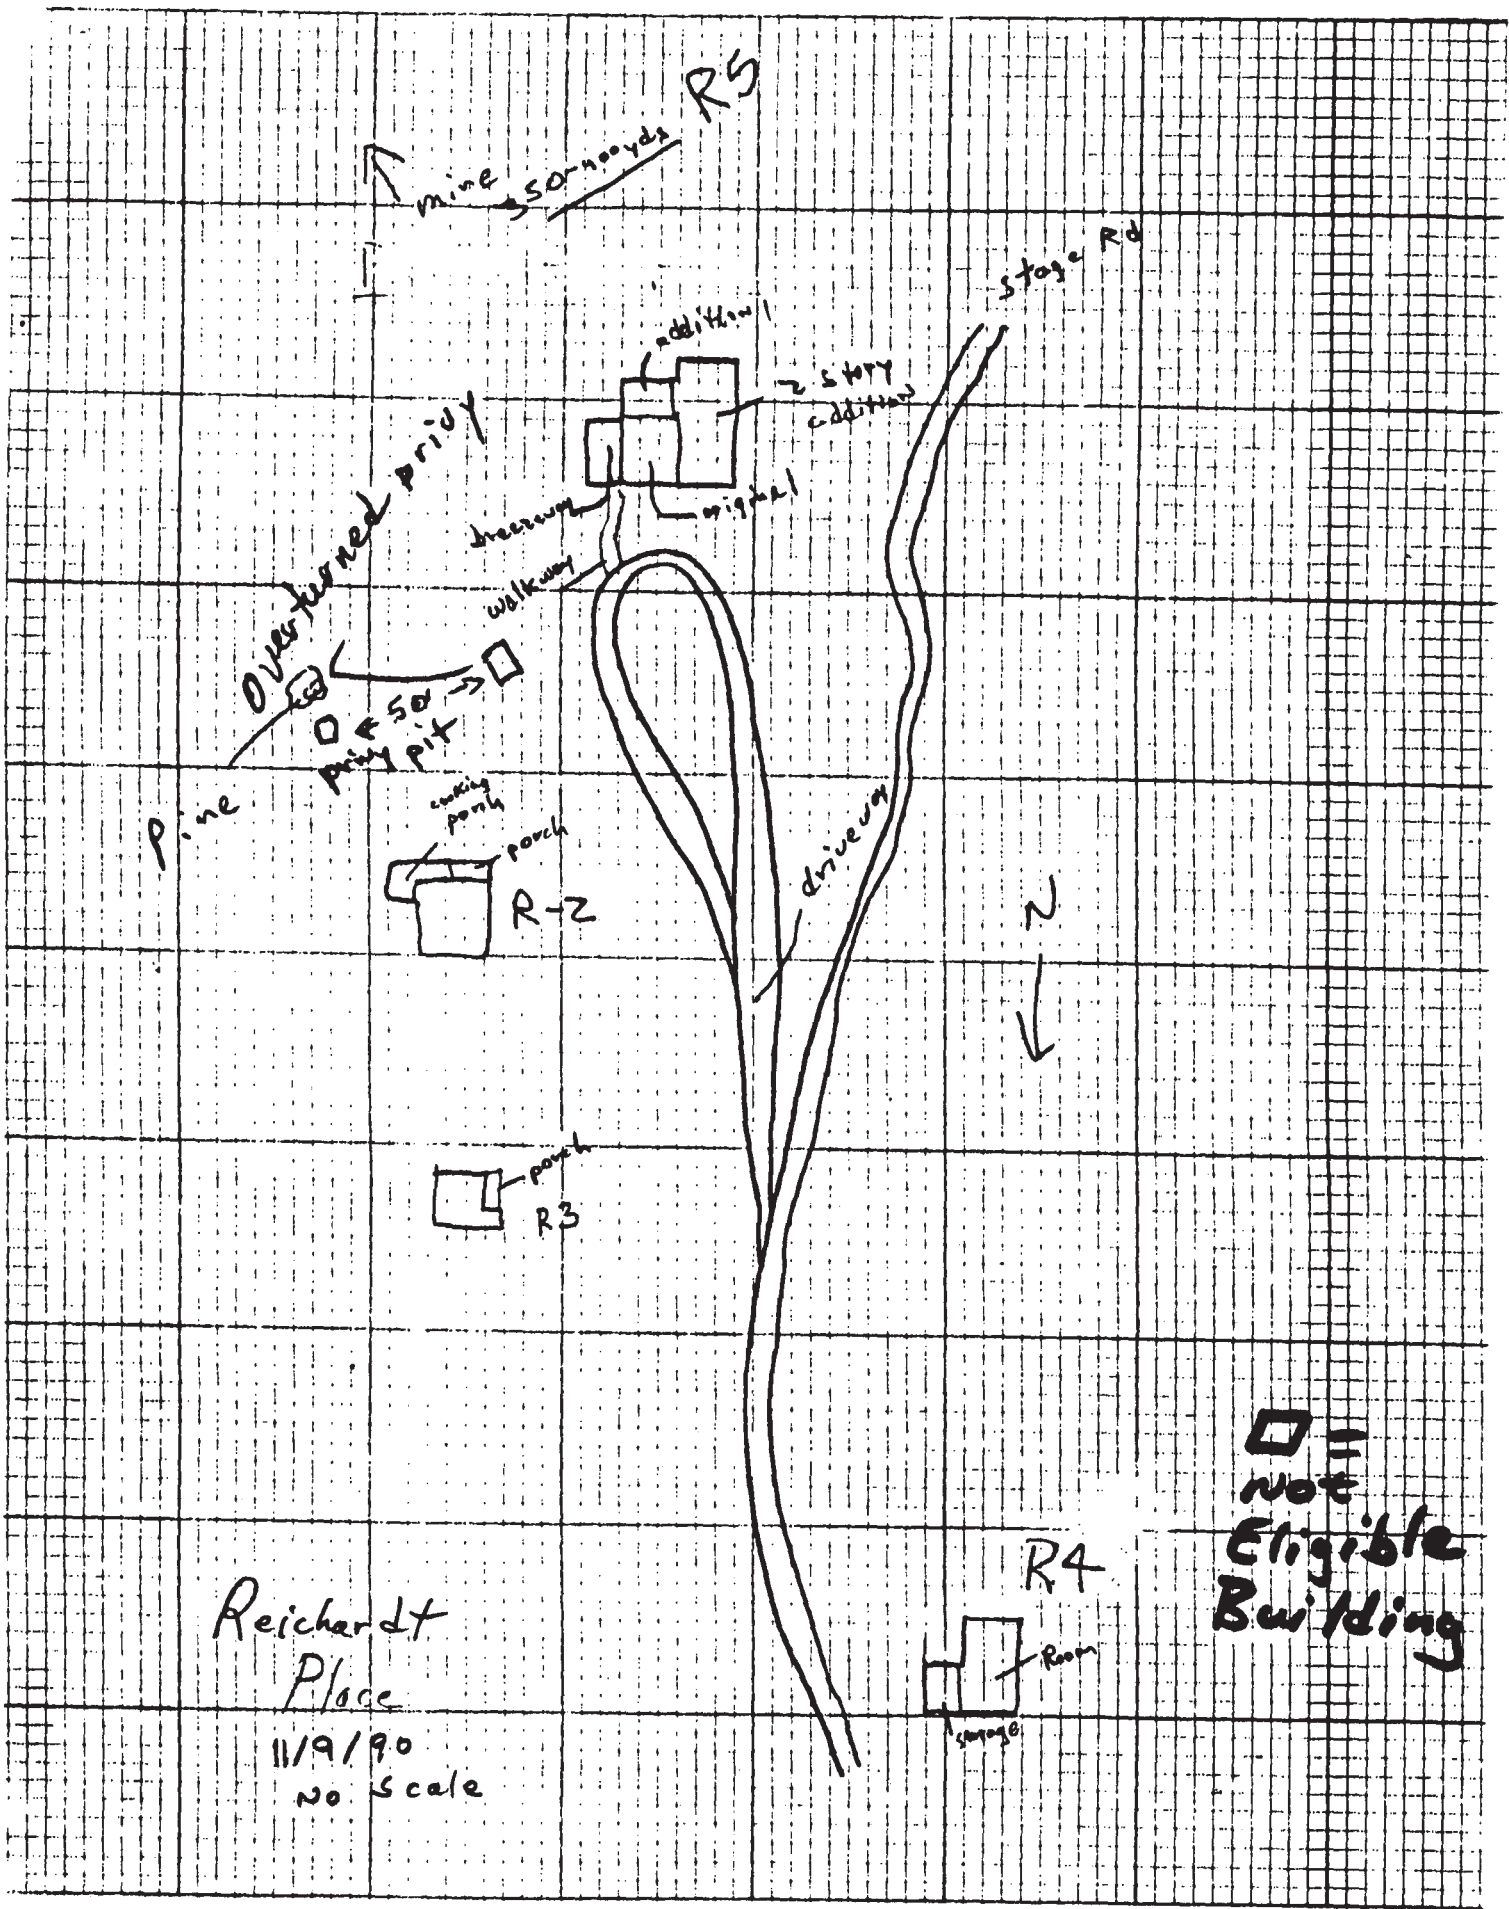 R5
mine 350-400yds
Stage Rd
addition 1
2 story
addition
original
breezeway
walkway
Overturned privy
← 50' →
privy pit
Pine
cooking
porch
porch
R-2
driveway
N
porch
R3
=
Not
Eligible
Building
R4
Room
Reichardt
Place
11/9/90
No Scale